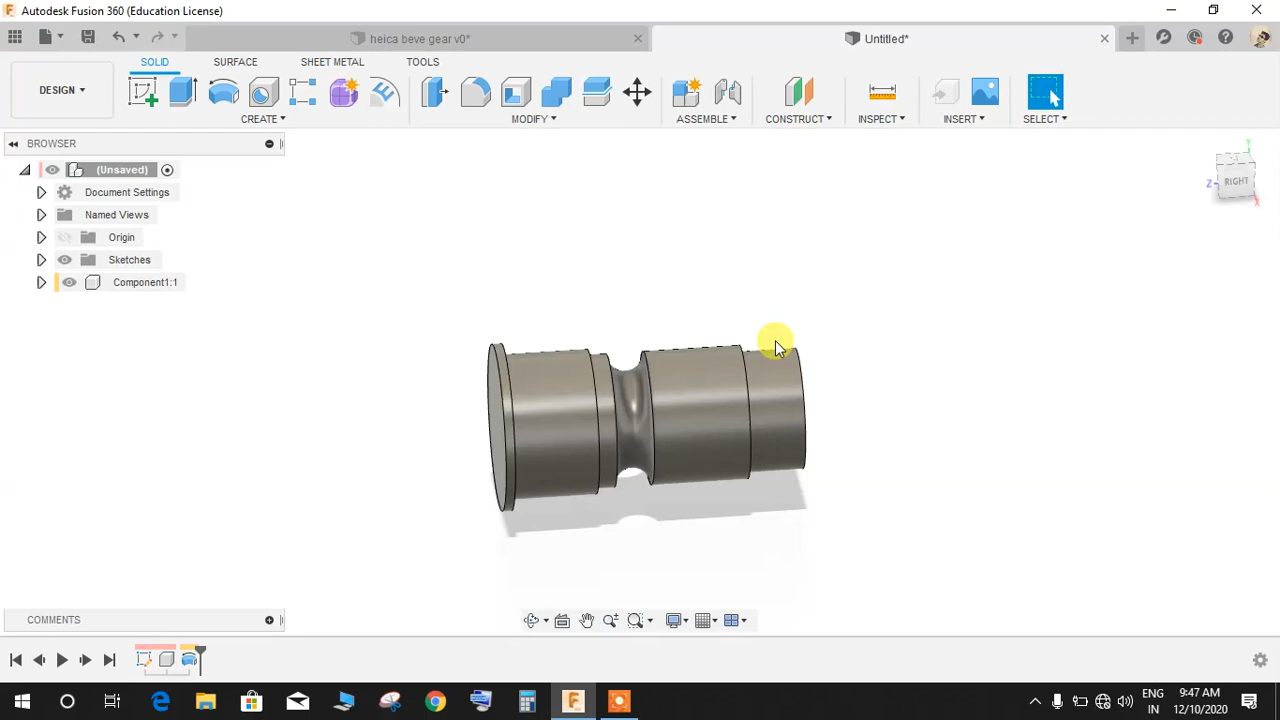 Autodesk Fusion 360 (Education License)
heica beve gear v0*
Untitled*
DESIGN
SOLID
SURFACE
SHEET METAL
TOOLS
CREATE
MODIFY
ASSEMBLE
CONSTRUCT
INSPECT
INSERT
SELECT
BROWSER
(Unsaved)
Document Settings
Named Views
Origin
Sketches
Component1:1
Y
Z
RIGHT
X
COMMENTS
ENG
IN
9:47 AM
12/10/2020